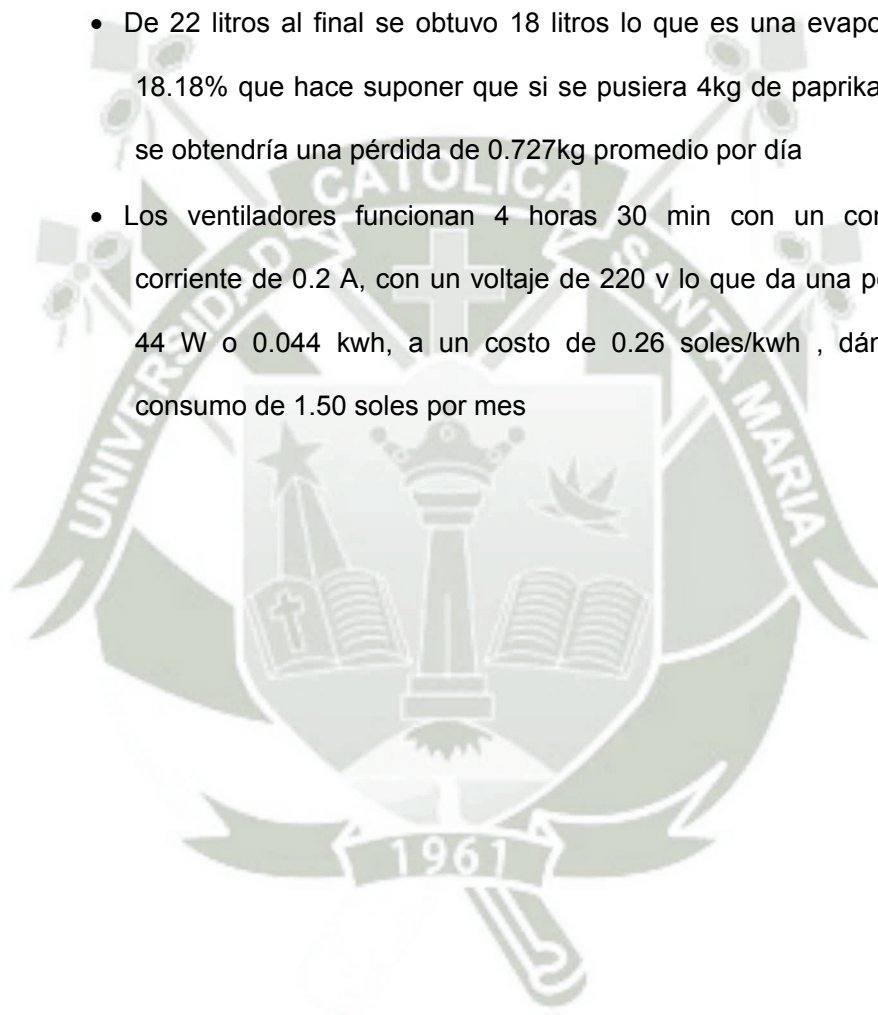 • De 22 litros al final se obtuvo 18 litros lo que es una
18.18% que hace suponer que si se pusiera 4kg de paprika
se obtendría una pérdida de 0.727kg promedio por día
• Los ventiladores funcionan 4 horas 30 min con un
corriente de 0.2 A, con un voltaje de 220 v lo que da una
44 W o 0.044 kwh, a un costo de 0.26 soles/kwh ,
consumo de 1.50 soles por mes
UNIVERSIDAD CATOLICA SANTA MARIA
1961